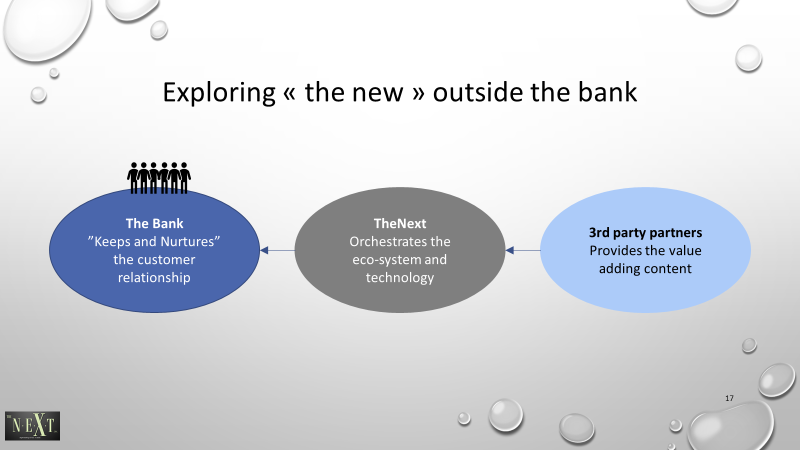 Exploring « the new » outside the bank
The Bank
”Keeps and Nurtures”
the customer
relationship
TheNext
Orchestrates the
eco-system and
technology
3rd party partners
Provides the value
adding content
17
THE NEXT